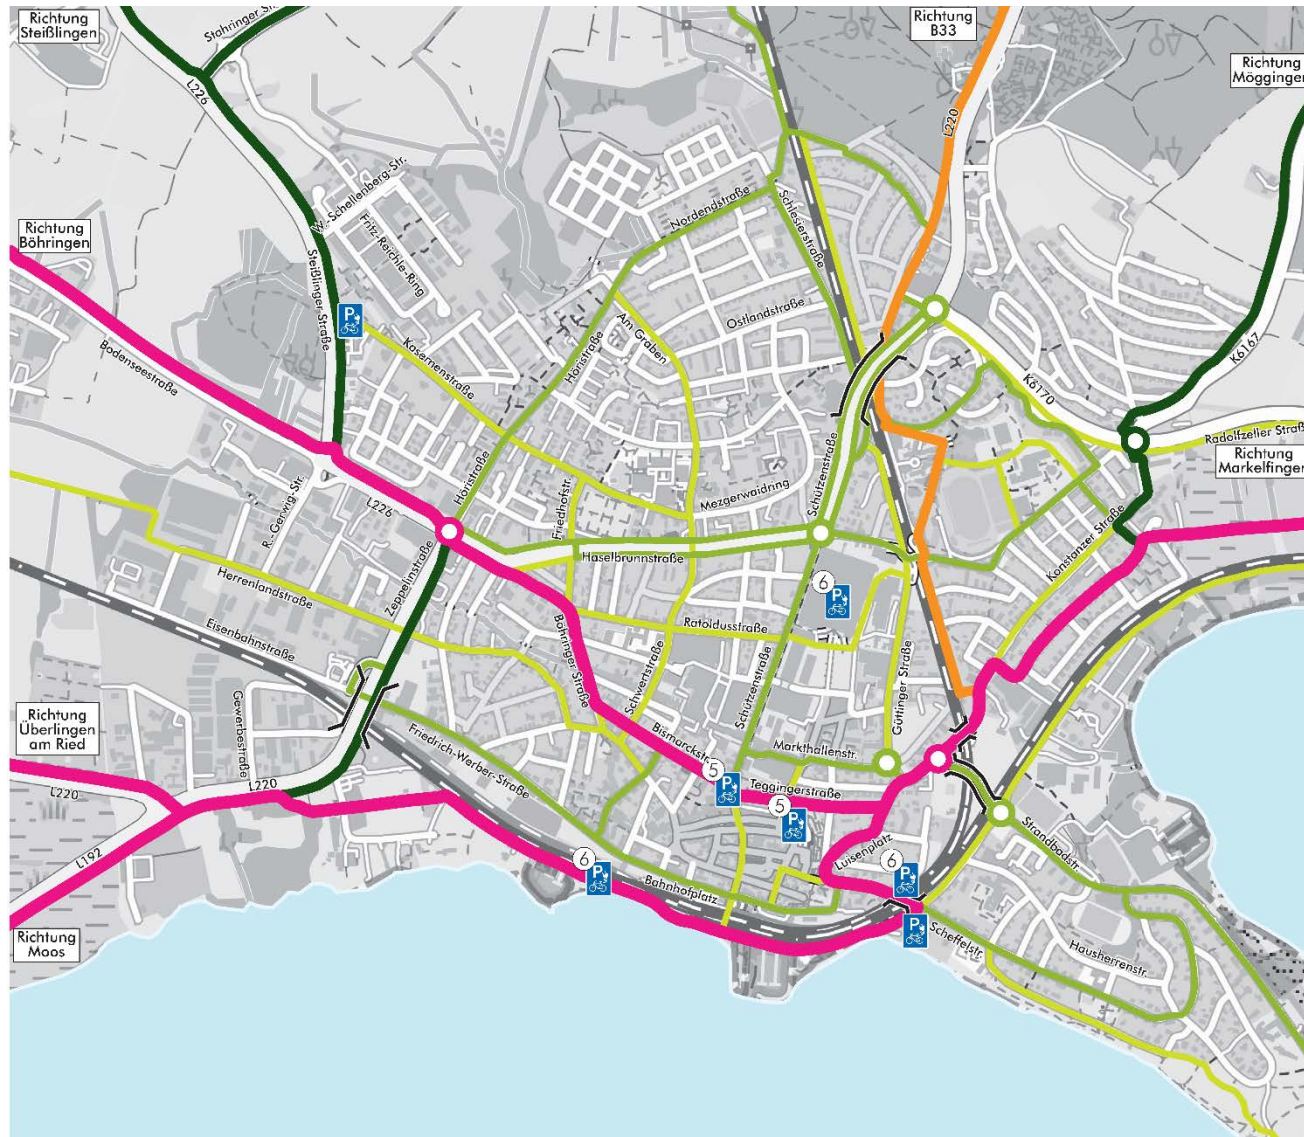 Richtung
Steißlingen
Stahringer Str.
Richtung
B33
Richtung
Möggingen
L226
L220
W.-Schellenberg-Str.
Fritz-Reichle-Ring
Nordendstraße
Schlesierstraße
Richtung
Böhringen
Steißlinger Straße
Bodenseestraße
P
Kasernenstraße
Am Graben
Höristraße
Ostlandstraße
K6170
K6167
Radolfzeller Straße
Richtung
Markelfingen
Höristraße
Schützenstraße
Mezgerwaidring
R.-Gerwig-Str.
L226
Friedhofstr.
Haselbrunnstraße
Konstanzer Straße
Zeppelinstraße
Herrenlandstraße
Eisenbahnstraße
6
P
Ratoldusstraße
Böhringer Straße
Schwertstraße
Schützenstraße
Güttinger Straße
Richtung
Überlingen
am Ried
Gewerbestraße
Friedrich-Werber-Straße
Bismarckstr.
Markthallenstr.
5
P
Teggingerstraße
5
P
L220
L220
L192
Luisenplatz
Strandbadstr.
6
P
6
P
Bahnhofplatz
P
Scheffelstr.
Hausherrenstr.
Richtung
Moos